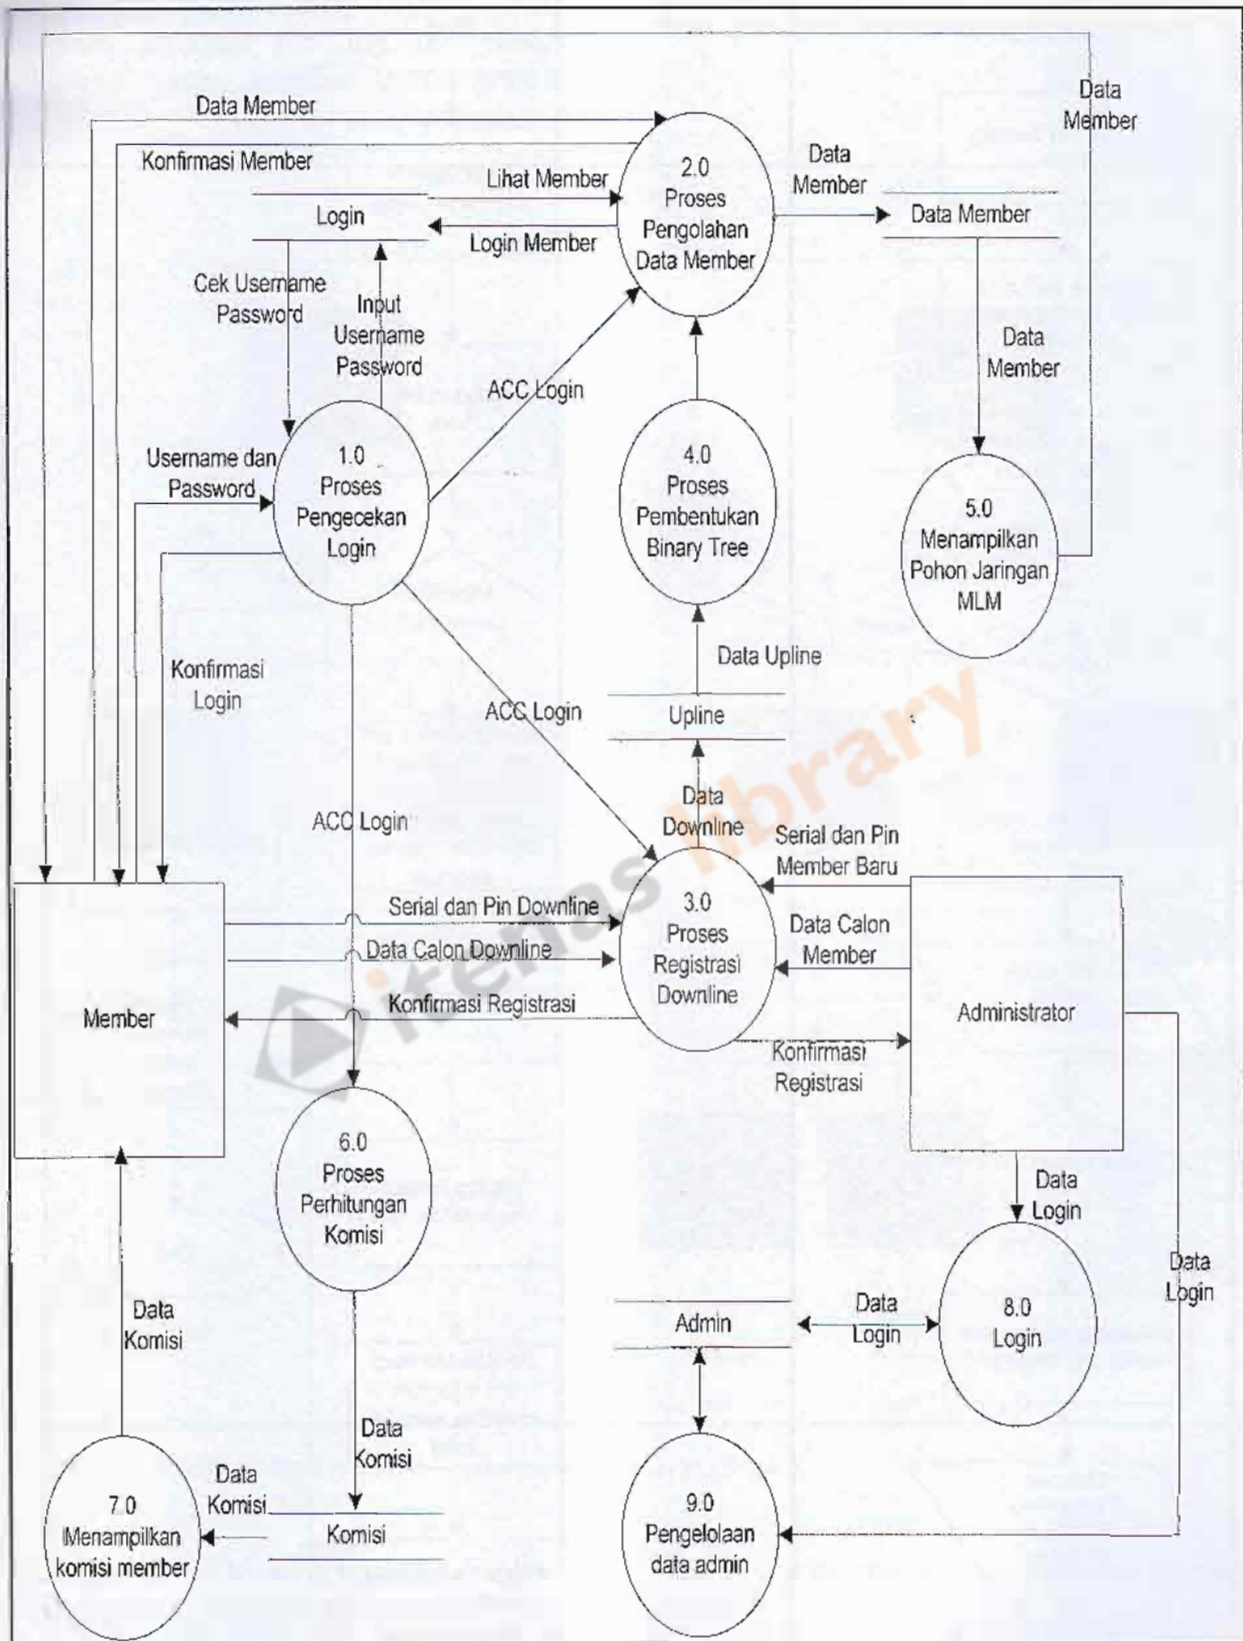 Data Member
Konfirmasi Member
Lihat Member
Login
Login Member
2.0
Proses
Pengolahan
Data Member
Data
Member
Data Member
Data
Member
Cek Username
Password
Input
Username
Password
ACC Login
Data
Member
Username dan
Password
1.0
Proses
Pengecekan
Login
4.0
Proses
Pembentukan
Binary Tree
5.0
Menampilkan
Pohon Jaringan
MLM
Konfirmasi
Login
Data Upline
ACC Login
Upline
ACC Login
Data
Downline
Serial dan Pin
Member Baru
itenas library
Serial dan Pin Downline
Data Calon Downline
Konfirmasi Registrasi
3.0
Proses
Registrasi
Downline
Data Calon
Member
Konfirmasi
Registrasi
Member
Administrator
6.0
Proses
Perhitungan
Komisi
Data
Login
Data
Login
Data
Komisi
Admin
Data
Login
8.0
Login
Data
Komisi
Data
Komisi
7.0
Menampilkan
komisi member
Komisi
9.0
Pengelolaan
data admin